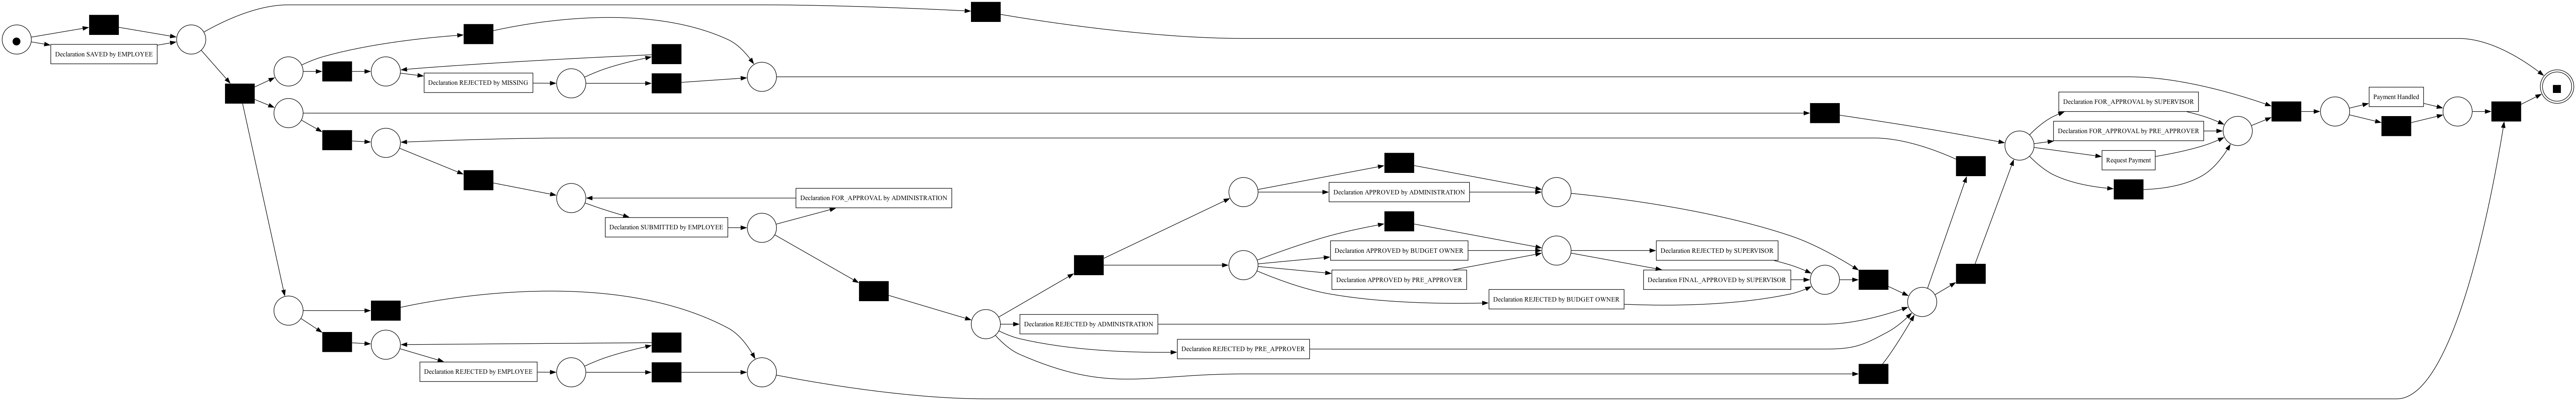 Declaration SAVED by EMPLOYEE
Declaration REJECTED by MISSING
Payment Handled
Declaration FOR_APPROVAL by SUPERVISOR
Declaration FOR_APPROVAL by PRE_APPROVER
Request Payment
Declaration APPROVED by ADMINISTRATION
Declaration FOR_APPROVAL by ADMINISTRATION
Declaration SUBMITTED by EMPLOYEE
Declaration APPROVED by BUDGET OWNER
Declaration REJECTED by SUPERVISOR
Declaration APPROVED by PRE_APPROVER
Declaration FINAL_APPROVED by SUPERVISOR
Declaration REJECTED by BUDGET OWNER
Declaration REJECTED by ADMINISTRATION
Declaration REJECTED by PRE_APPROVER
Declaration REJECTED by EMPLOYEE